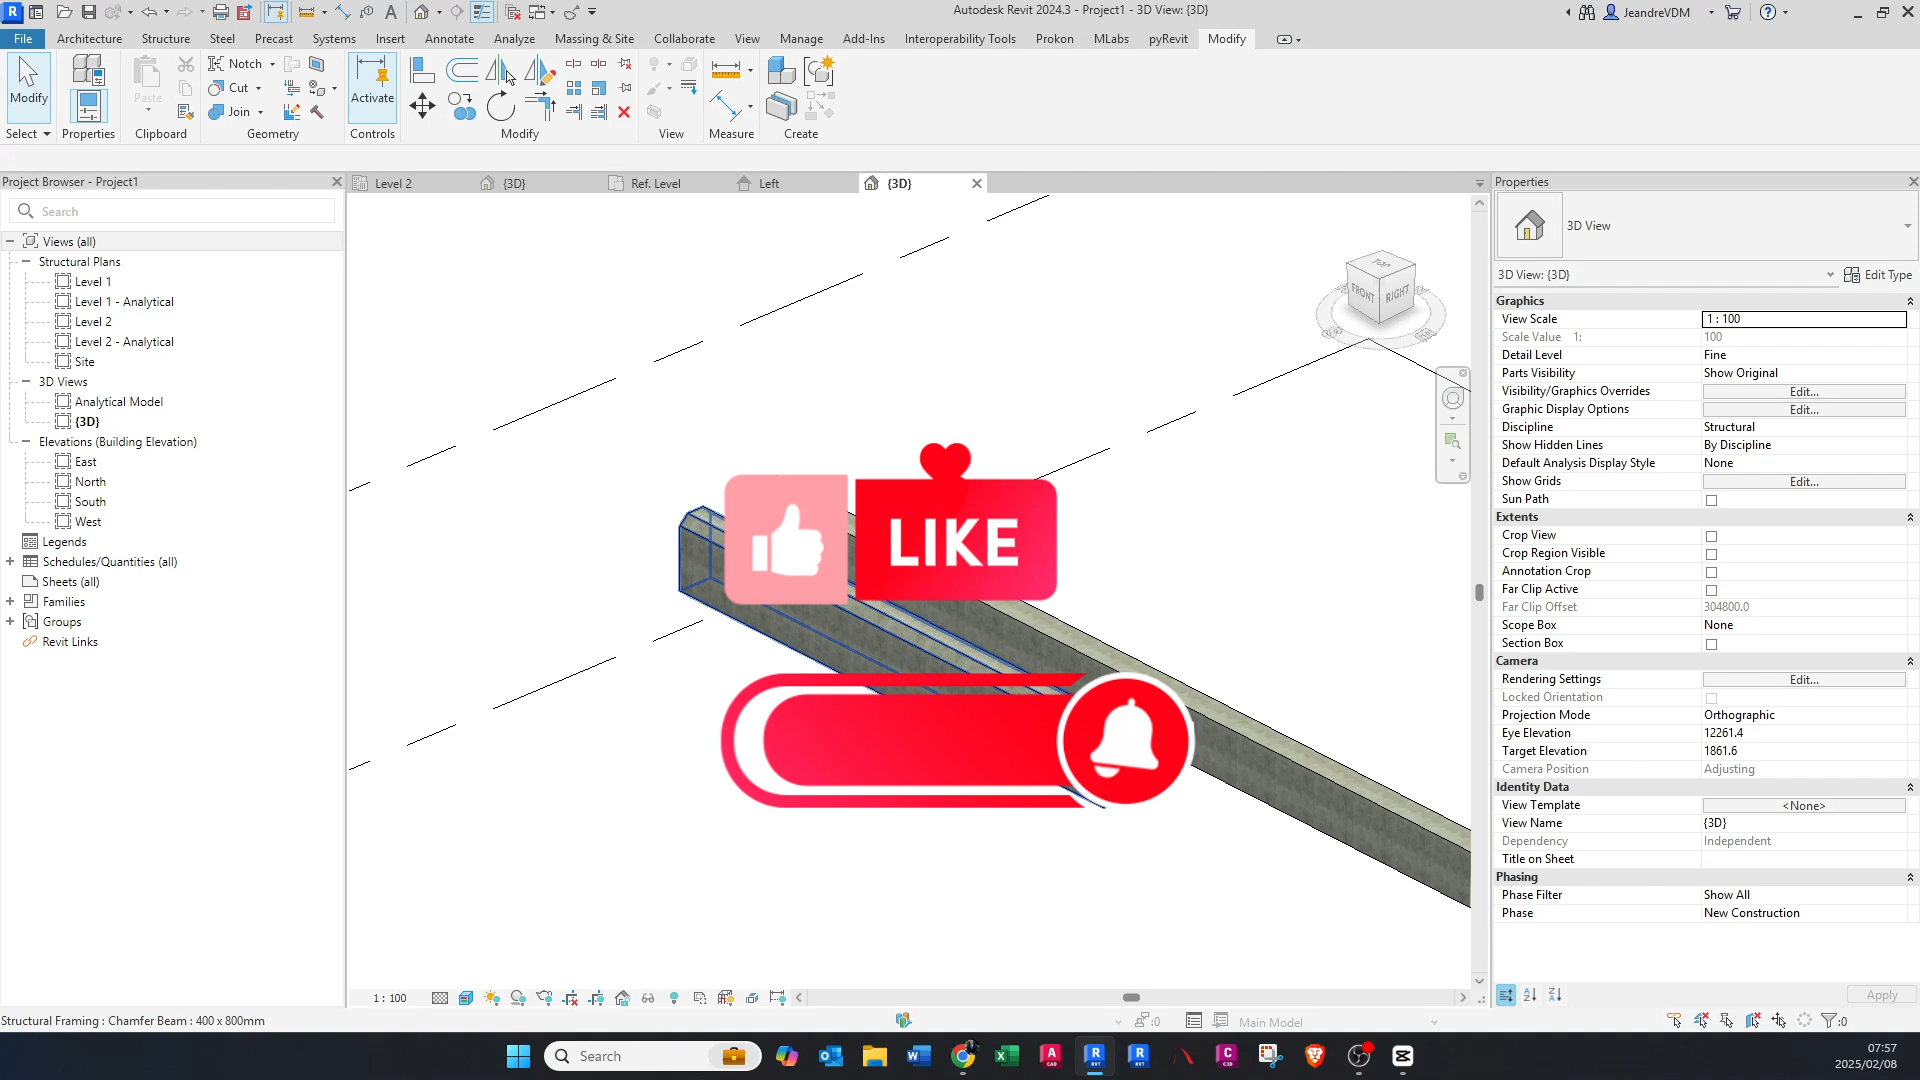 Autodesk Revit 2024.3 - Project1 - 3D View: {3D}
JeandreVDM
File Architecture Structure Steel Precast Systems Insert Annotate Analyze Massing & Site Collaborate View Manage Add-Ins Interoperability Tools Prokon MLabs pyRevit Modify
Modify
Paste
Notch
Cut
Join
Activate
Select Properties Clipboard Geometry Controls Modify View Measure Create
Project Browser - Project1
Search
Views (all)
Structural Plans
Level 1
Level 1 - Analytical
Level 2
Level 2 - Analytical
Site
3D Views
Analytical Model
{3D}
Elevations (Building Elevation)
East
North
South
West
Legends
Schedules/Quantities (all)
Sheets (all)
Families
Groups
Revit Links
Level 2 {3D} Ref. Level Left {3D}
TOP
FRONT RIGHT
LIKE
1 : 100
Properties
3D View
3D View: {3D} Edit Type
Graphics
View Scale 1 : 100
Scale Value 1: 100
Detail Level Fine
Parts Visibility Show Original
Visibility/Graphics Overrides Edit...
Graphic Display Options Edit...
Discipline Structural
Show Hidden Lines By Discipline
Default Analysis Display Style None
Show Grids Edit...
Sun Path
Extents
Crop View
Crop Region Visible
Annotation Crop
Far Clip Active
Far Clip Offset 304800.0
Scope Box None
Section Box
Camera
Rendering Settings Edit...
Locked Orientation
Projection Mode Orthographic
Eye Elevation 12261.4
Target Elevation 1861.6
Camera Position Adjusting
Identity Data
View Template <None>
View Name {3D}
Dependency Independent
Title on Sheet
Phasing
Phase Filter Show All
Phase New Construction
Apply
Structural Framing : Chamfer Beam : 400 x 800mm
:0
Main Model
:0
Search
07:57
2025/02/08